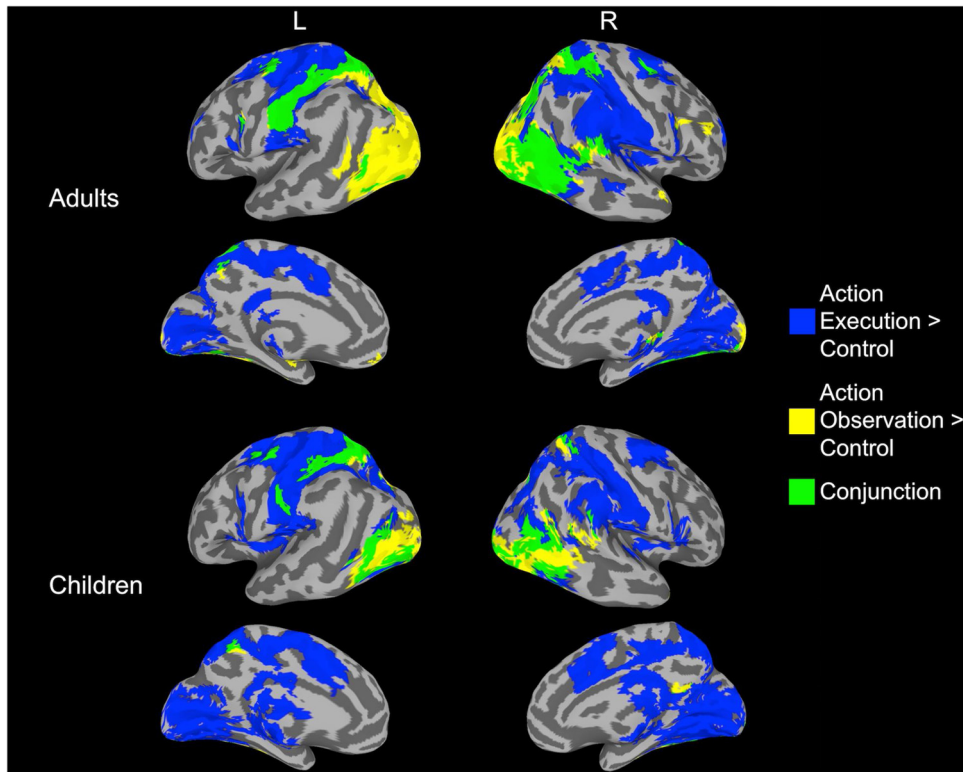 L
R
Adults
Action
Execution >
Control
Action
Observation >
Control
Conjunction
Children